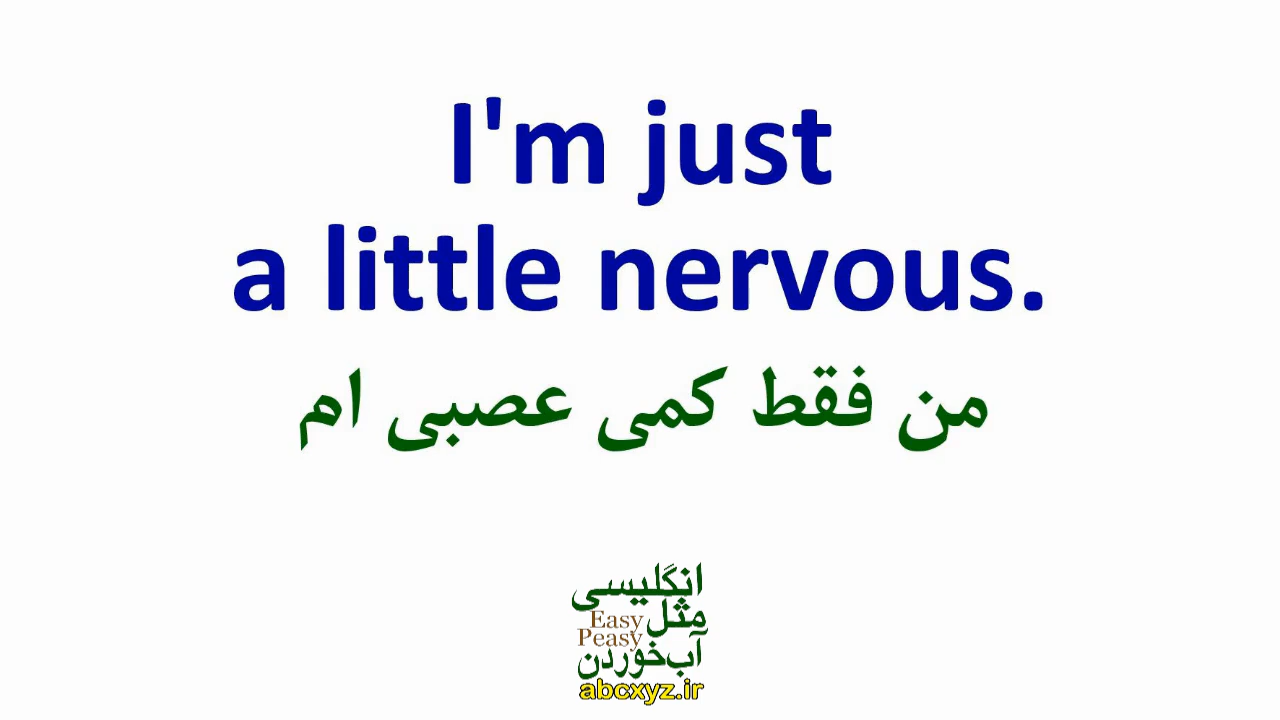 I'm just
a little nervous.
من فقط کمی عصبی ام
انگلیسی
مثل
Easy
Peasy
آب‌خوردن
abcxyz.ir